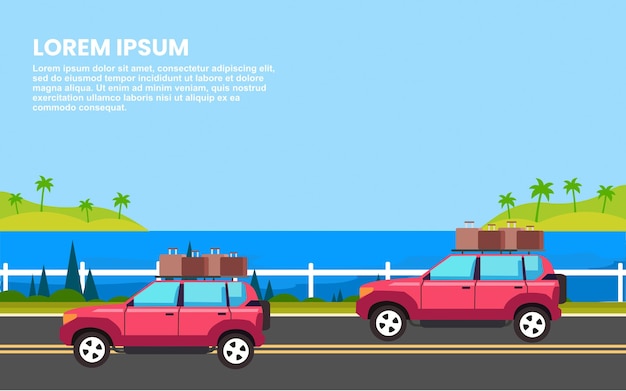 LOREM IPSUM
Lorem ipsum dolor sit amet, consectetur adipiscing
elit, sed do eiusmod tempor incididunt ut labore et
dolore magna aliqua. Ut enim ad minim veniam, quis
nostrud exercitation ullamco laboris nisi ut aliquip ex ea
commodo consequat.